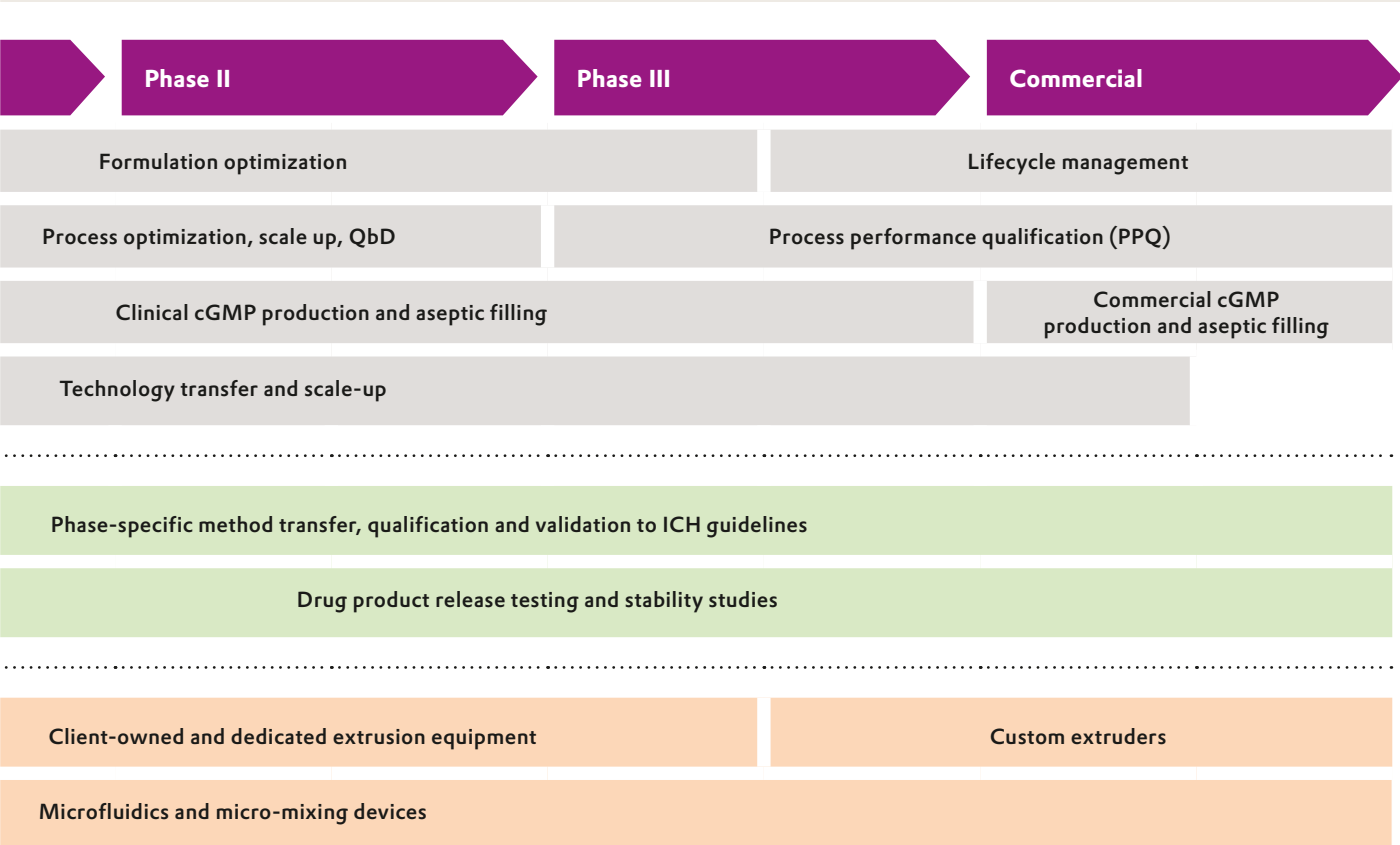 Phase II
Phase III
Commercial
Formulation optimization
Lifecycle management
Process optimization, scale up, QbD
Process performance qualification (PPQ)
Clinical cGMP production and aseptic filling
Commercial cGMP
production and aseptic filling
Technology transfer and scale-up
Phase-specific method transfer, qualification and validation to ICH guidelines
Drug product release testing and stability studies
Client-owned and dedicated extrusion equipment
Custom extruders
Microfluidics and micro-mixing devices